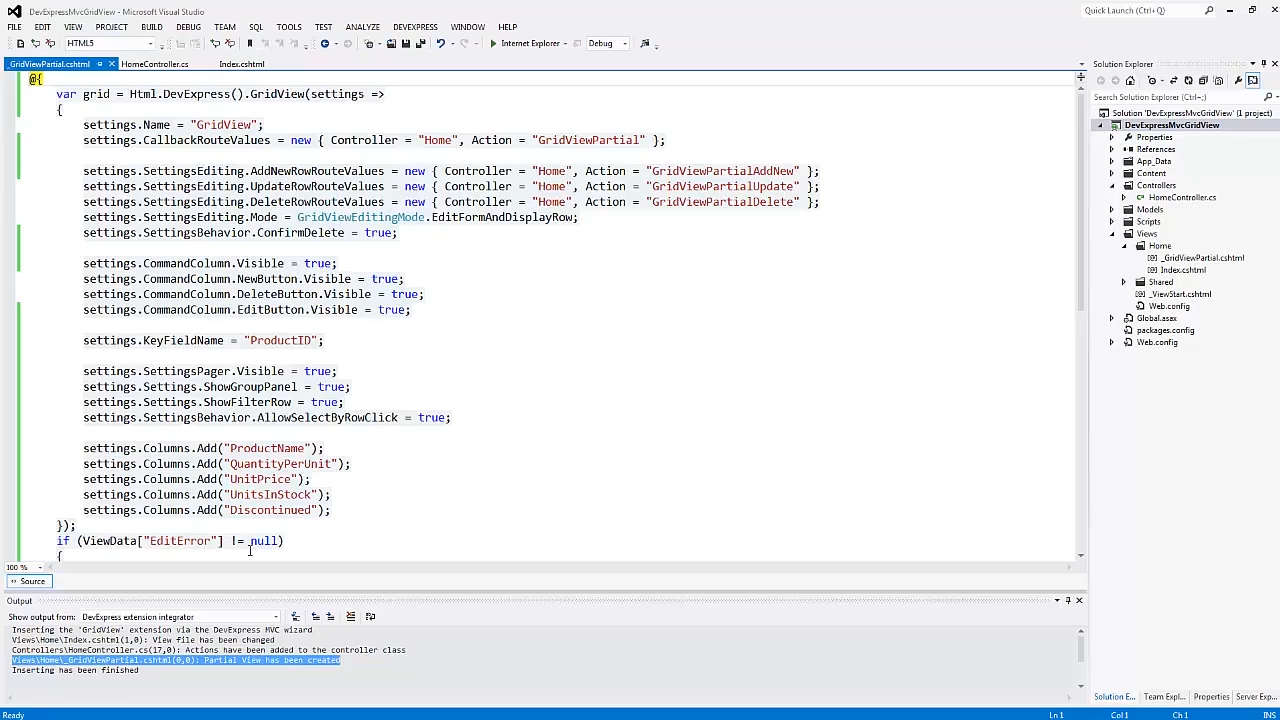 DevExpressMvcGridView - Microsoft Visual Studio
Quick Launch (Ctrl+Q)
FILE EDIT VIEW PROJECT BUILD DEBUG TEAM SQL TOOLS TEST ANALYZE DEVEXPRESS WINDOW HELP
HTML5 Internet Explorer Debug
_GridViewPartial.cshtml HomeController.cs Index.cshtml
@{
var grid = Html.DevExpress().GridView(settings =>
{
settings.Name = "GridView";
settings.CallbackRouteValues = new { Controller = "Home", Action = "GridViewPartial" };
settings.SettingsEditing.AddNewRowRouteValues = new { Controller = "Home", Action = "GridViewPartialAddNew" };
settings.SettingsEditing.UpdateRowRouteValues = new { Controller = "Home", Action = "GridViewPartialUpdate" };
settings.SettingsEditing.DeleteRowRouteValues = new { Controller = "Home", Action = "GridViewPartialDelete" };
settings.SettingsEditing.Mode = GridViewEditingMode.EditFormAndDisplayRow;
settings.SettingsBehavior.ConfirmDelete = true;
settings.CommandColumn.Visible = true;
settings.CommandColumn.NewButton.Visible = true;
settings.CommandColumn.DeleteButton.Visible = true;
settings.CommandColumn.EditButton.Visible = true;
settings.KeyFieldName = "ProductID";
settings.SettingsPager.Visible = true;
settings.Settings.ShowGroupPanel = true;
settings.Settings.ShowFilterRow = true;
settings.SettingsBehavior.AllowSelectByRowClick = true;
settings.Columns.Add("ProductName");
settings.Columns.Add("QuantityPerUnit");
settings.Columns.Add("UnitPrice");
settings.Columns.Add("UnitsInStock");
settings.Columns.Add("Discontinued");
});
if (ViewData["EditError"] != null)
{
100 %
Source
Output
Show output from: DevExpress extension integrator
Inserting the 'GridView' extension via the DevExpress MVC wizard
Views\Home\Index.cshtml(1,0): View file has been changed
Controllers\HomeController.cs(17,0): Actions have been added to the controller class
Views\Home\_GridViewPartial.cshtml(0,0): Partial View has been created
Inserting has been finished
Solution Explorer
Search Solution Explorer (Ctrl+;)
Solution 'DevExpressMvcGridView' (1 project)
DevExpressMvcGridView
Properties
References
App_Data
Content
Controllers
HomeController.cs
Models
Scripts
Views
Home
_GridViewPartial.cshtml
Index.cshtml
Shared
_ViewStart.cshtml
Web.config
Global.asax
packages.config
Web.config
Solution E... Team Expl... Properties Server Exp...
Ready Ln 1 Col 1 Ch 1 INS